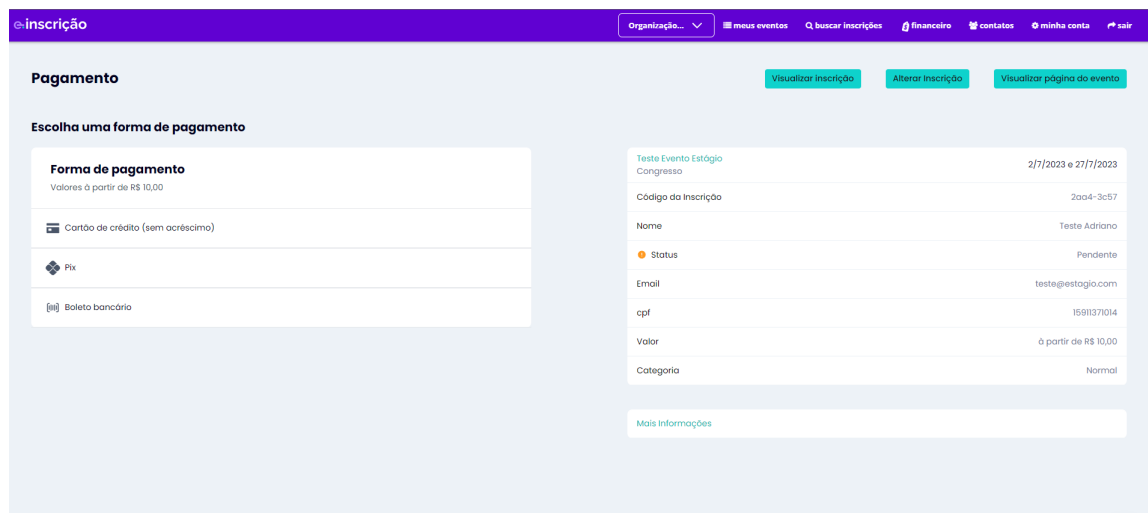 e-inscrição
Organização... meus eventos buscar inscrições financeiro contatos minha conta sair
Pagamento
Visualizar inscrição Alterar Inscrição Visualizar página do evento
Escolha uma forma de pagamento
Forma de pagamento
Valores à partir de R$ 10,00
Cartão de crédito (sem acréscimo)
Pix
Boleto bancário
Teste Evento Estágio
Congresso
2/7/2023 e 27/7/2023
Código da Inscrição 2aa4-3c57
Nome Teste Adriano
Status Pendente
Email teste@estagio.com
cpf 15911371014
Valor à partir de R$ 10,00
Categoria Normal
Mais Informações